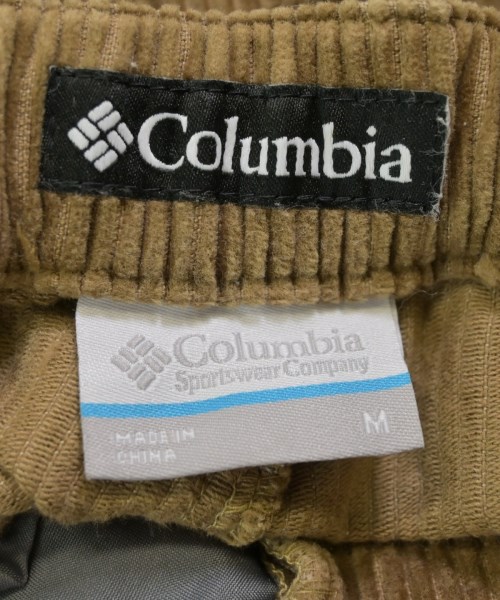 Columbia
Columbia
Sportswear Company
MADE IN
CHINA
M